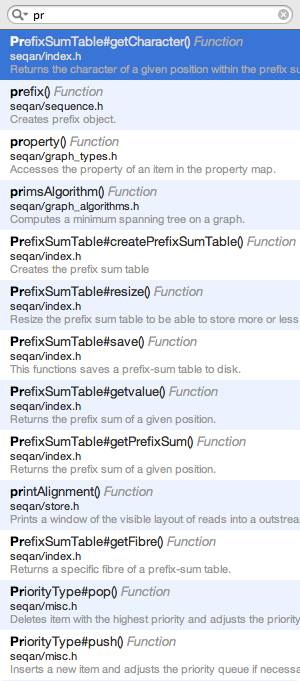 pr
PrefixSumTable#getCharacter() Function
seqan/index.h
Returns the character of a given position within the prefix su
prefix() Function
seqan/sequence.h
Creates prefix object.
property() Function
seqan/graph_types.h
Accesses the property of an item in the property map.
primsAlgorithm() Function
seqan/graph_algorithms.h
Computes a minimum spanning tree on a graph.
PrefixSumTable#createPrefixSumTable() Function
seqan/index.h
Creates the prefix sum table
PrefixSumTable#resize() Function
seqan/index.h
Resize the prefix sum table to be able to store more or less
PrefixSumTable#save() Function
seqan/index.h
This functions saves a prefix-sum table to disk.
PrefixSumTable#getvalue() Function
seqan/index.h
Returns the prefix sum of a given position.
PrefixSumTable#getPrefixSum() Function
seqan/index.h
Returns the prefix sum of a given position.
printAlignment() Function
seqan/store.h
Prints a window of the visible layout of reads into a outstrea
PrefixSumTable#getFibre() Function
seqan/index.h
Returns a specific fibre of a prefix-sum table.
PriorityType#pop() Function
seqan/misc.h
Deletes item with the highest priority and adjusts the priority
PriorityType#push() Function
seqan/misc.h
Inserts a new item and adjusts the priority queue if necessa